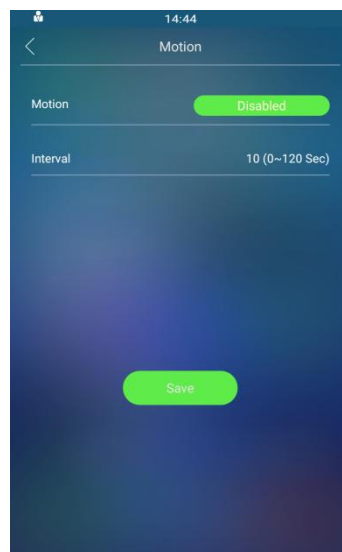 14:44
Motion
Motion Disabled
Interval 10 (0~120 Sec)
Save